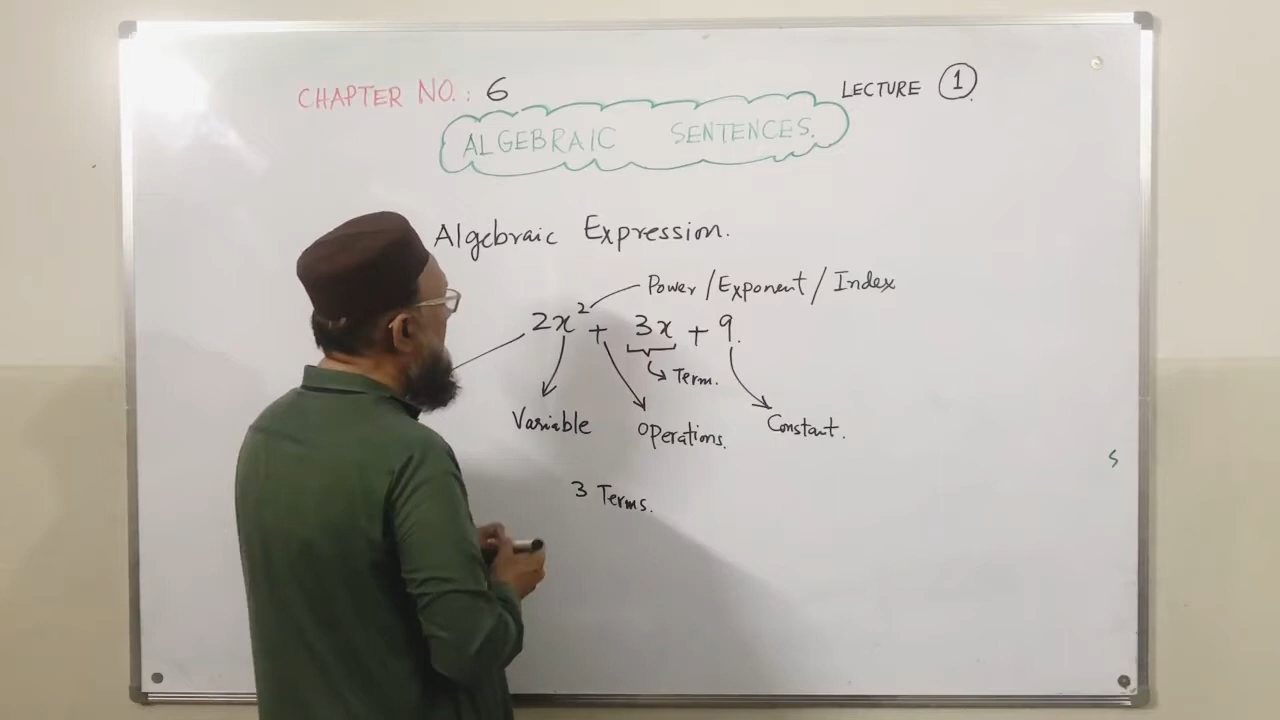 CHAPTER NO.: 6
LECTURE 1.
ALGEBRAIC SENTENCES.
Algebraic Expression.
Power/Exponent/Index
2x² + 3x + 9.
Term.
Variable
Operations.
Constant.
3 Terms.
S